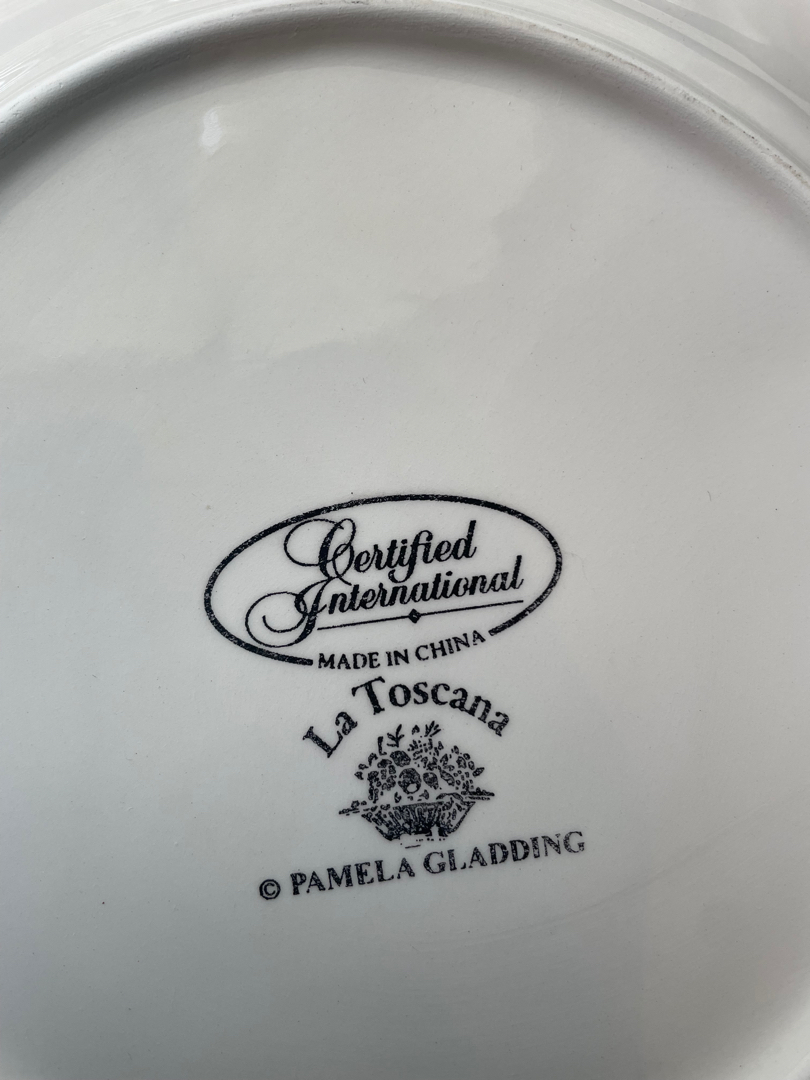 Certified
International
MADE IN CHINA
La Toscana
© PAMELA GLADDING